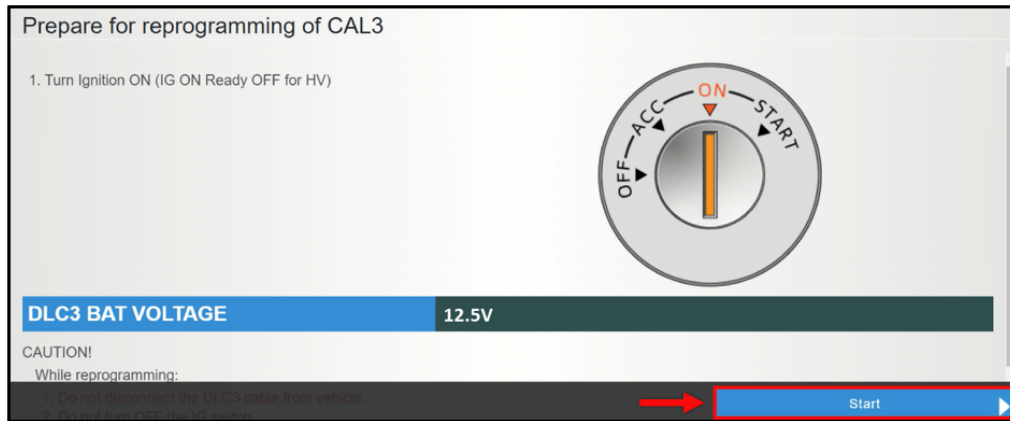 Prepare for reprogramming of CAL3
1. Turn Ignition ON (IG ON Ready OFF for HV)
OFF
ACC
ON
START
DLC3 BAT VOLTAGE
12.5V
CAUTION!
While reprogramming:
1. Do not disconnect the DLC3 cable from vehicle.
2. Do not turn OFF the IG switch
Start